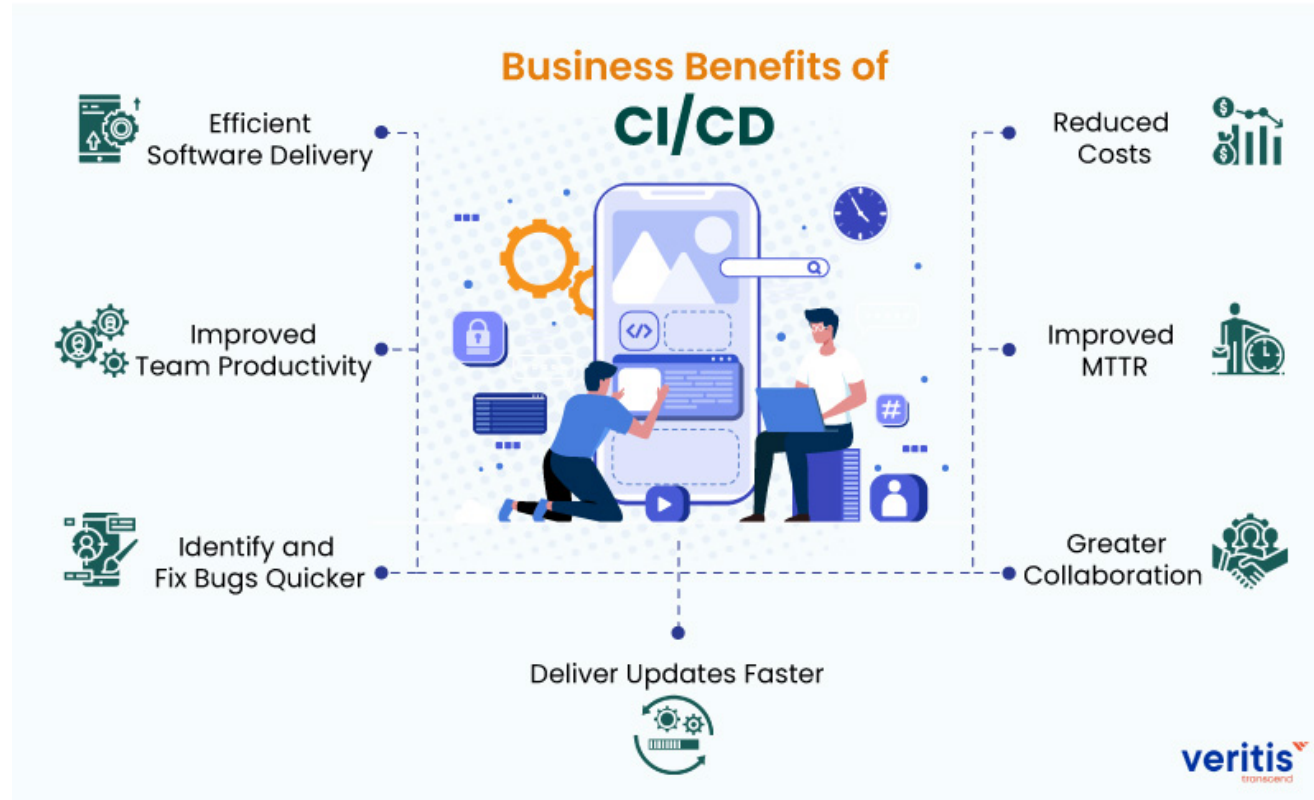 Business Benefits of
CI/CD
Efficient
Software Delivery
Reduced
Costs
Improved
Team Productivity
</>
#
Improved
MTTR
Identify and
Fix Bugs Quicker
Greater
Collaboration
Deliver Updates Faster
veritis
transcend